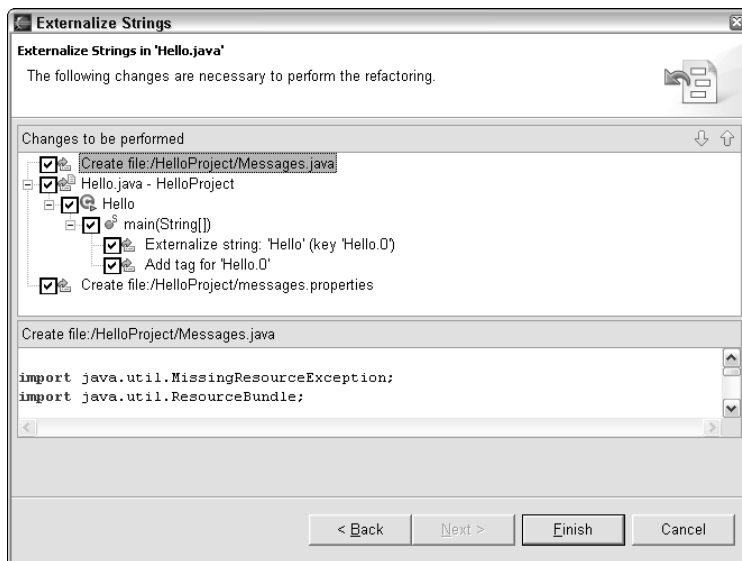 Externalize Strings
Externalize Strings in 'Hello.java'
The following changes are necessary to perform the refactoring.
Changes to be performed
Create file:/HelloProject/Messages.java
Hello.java - HelloProject
Hello
main(String[])
Externalize string: 'Hello' (key 'Hello.0')
Add tag for 'Hello.0'
Create file:/HelloProject/messages.properties
Create file:/HelloProject/Messages.java
import java.util.MissingResourceException;
import java.util.ResourceBundle;
< Back Next > Finish Cancel